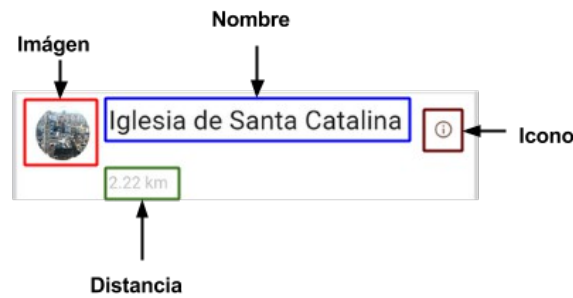 Nombre
Imágen
Iglesia de Santa Catalina
Icono
2.22 km
Distancia